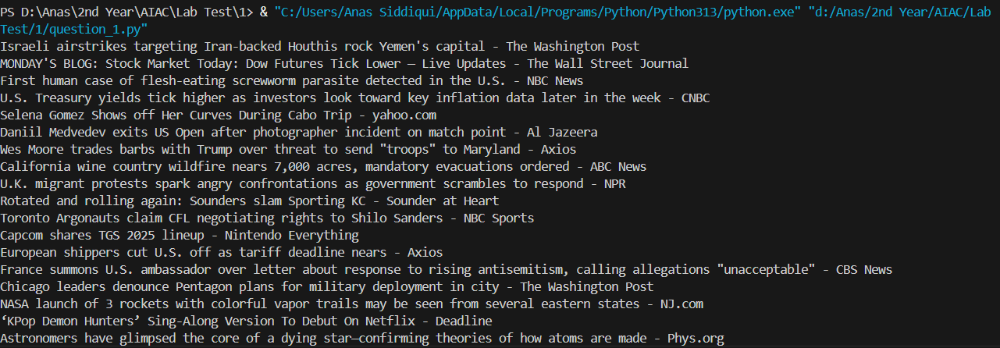 PS D:\Anas\2nd Year\AIAC\Lab Test\1> & "C:/Users/Anas Siddiqui/AppData/Local/Programs/Python/Python313/python.exe" "d:/Anas/2nd Year/AIAC/Lab
Test/1/question_1.py"
Israeli airstrikes targeting Iran-backed Houthis rock Yemen's capital - The Washington Post
MONDAY'S BLOG: Stock Market Today: Dow Futures Tick Lower — Live Updates - The Wall Street Journal
First human case of flesh-eating screwworm parasite detected in the U.S. - NBC News
U.S. Treasury yields tick higher as investors look toward key inflation data later in the week - CNBC
Selena Gomez Shows off Her Curves During Cabo Trip - yahoo.com
Daniil Medvedev exits US Open after photographer incident on match point - Al Jazeera
Wes Moore trades barbs with Trump over threat to send "troops" to Maryland - Axios
California wine country wildfire nears 7,000 acres, mandatory evacuations ordered - ABC News
U.K. migrant protests spark angry confrontations as government scrambles to respond - NPR
Rotated and rolling again: Sounders slam Sporting KC - Sounder at Heart
Toronto Argonauts claim CFL negotiating rights to Shilo Sanders - NBC Sports
Capcom shares TGS 2025 lineup - Nintendo Everything
European shippers cut U.S. off as tariff deadline nears - Axios
France summons U.S. ambassador over letter about response to rising antisemitism, calling allegations "unacceptable" - CBS News
Chicago leaders denounce Pentagon plans for military deployment in city - The Washington Post
NASA launch of 3 rockets with colorful vapor trails may be seen from several eastern states - NJ.com
‘KPop Demon Hunters’ Sing-Along Version To Debut On Netflix - Deadline
Astronomers have glimpsed the core of a dying star—confirming theories of how atoms are made - Phys.org